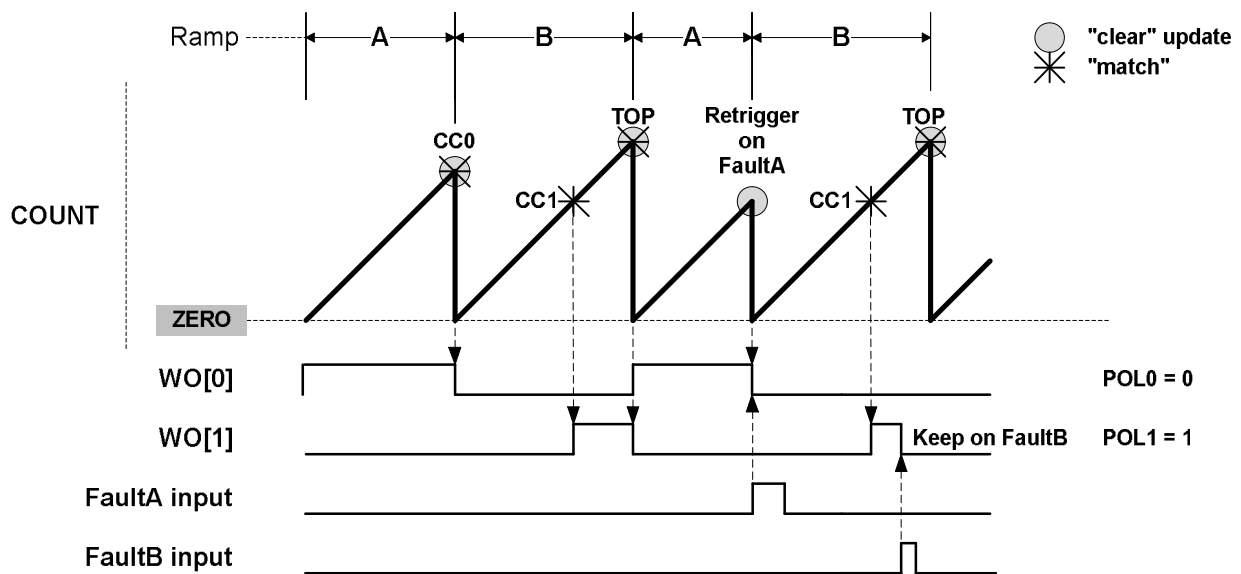 Ramp
A
B
A
B
"clear" update
"match"
CC0
TOP
Retrigger
on
FaultA
TOP
CC1
CC1
COUNT
ZERO
WO[0]
POL0 = 0
WO[1]
Keep on FaultB
POL1 = 1
FaultA input
FaultB input